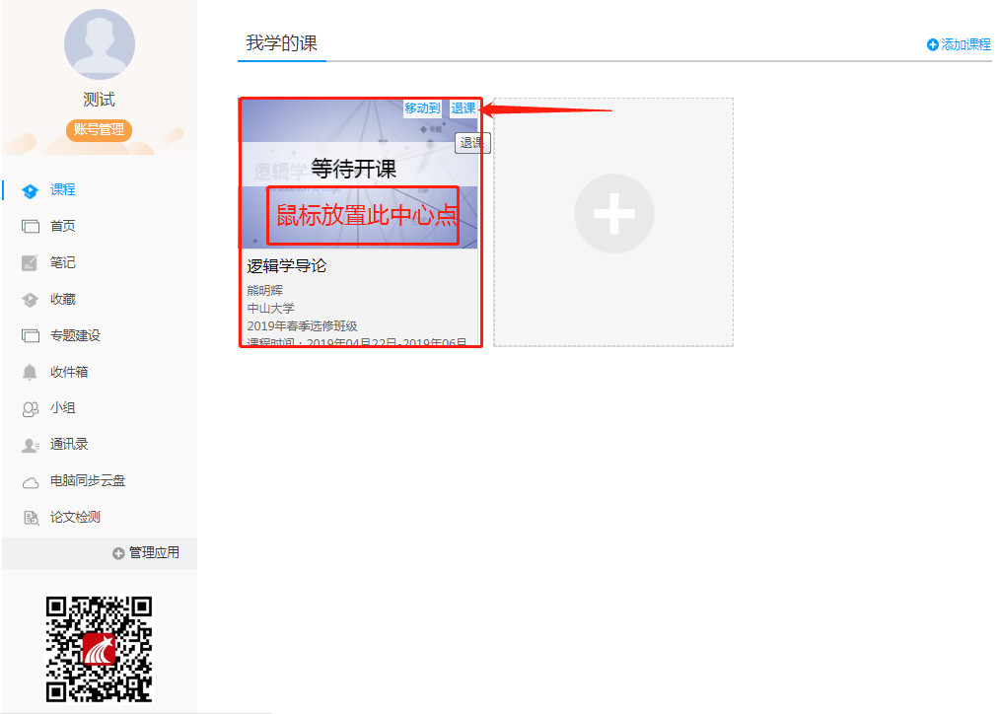 测试
账号管理
课程
首页
笔记
收藏
专题建设
收件箱
小组
通讯录
电脑同步云盘
论文检测
管理应用
我学的课
添加课程
移动到 退课
退课
等待开课
鼠标放置此中心点
逻辑学导论
熊明辉
中山大学
2019年春季选修班级
课程时间：2019年04月22日-2019年06月